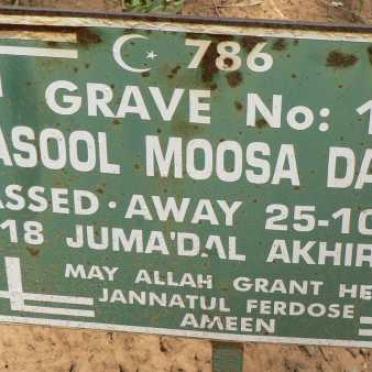 786
GRAVE No: 1
ASOOL MOOSA DA
ASSED · AWAY 25-10
18 JUMA'DAL AKHIR
MAY ALLAH GRANT HE
JANNATUL FERDOSE
AMEEN